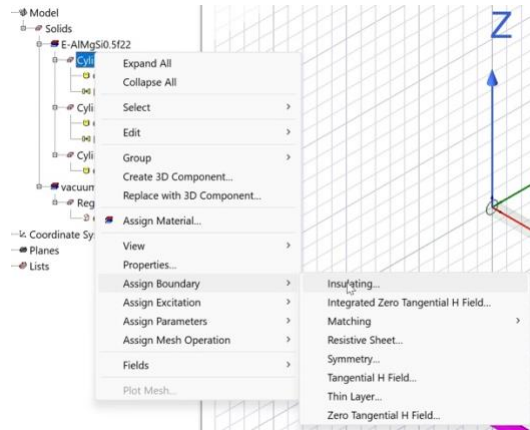 Model
Solids
E-AlMgSi0.5f22
Cyli
Cyli
Cyli
vacuum
Reg
Coordinate Sy
Planes
Lists
Expand All
Collapse All
Select
Edit
Group
Create 3D Component...
Replace with 3D Component...
Assign Material...
View
Properties...
Assign Boundary
Assign Excitation
Assign Parameters
Assign Mesh Operation
Fields
Plot Mesh...
Insulating...
Integrated Zero Tangential H Field...
Matching
Resistive Sheet...
Symmetry...
Tangential H Field...
Thin Layer...
Zero Tangential H Field...
Z